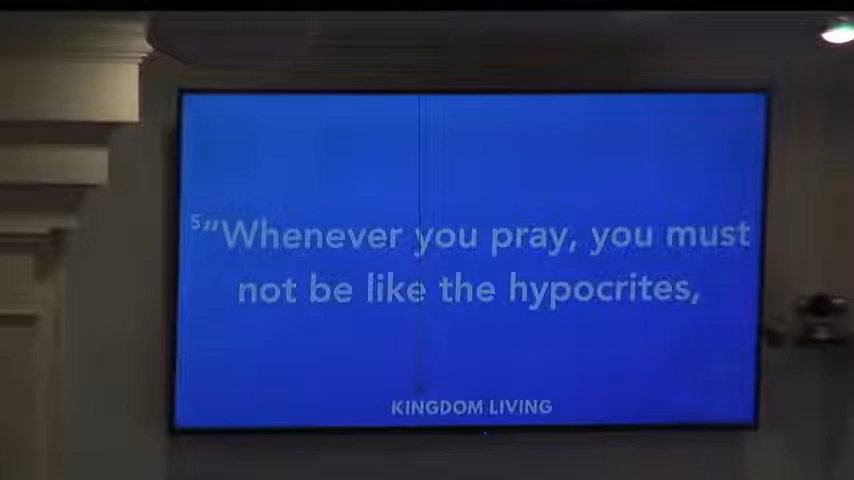 5"Whenever you pray, you must
not be like the hypocrites,
KINGDOM LIVING